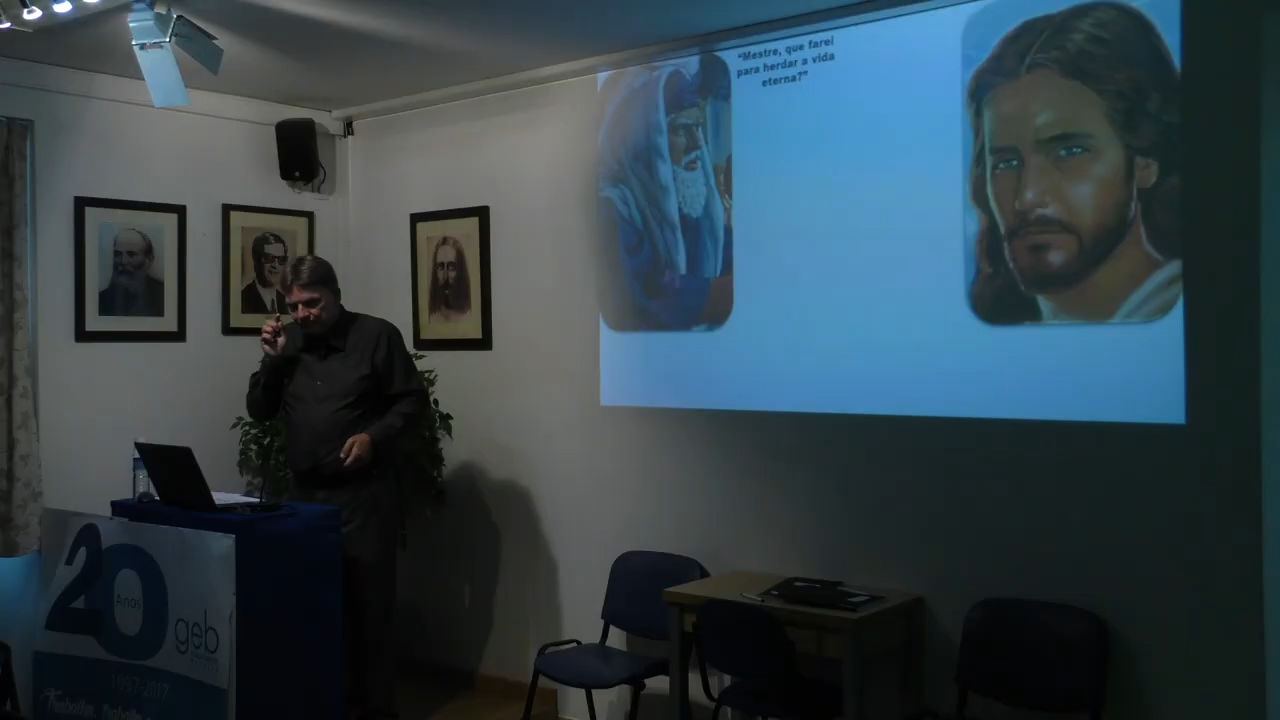 "Mestre, que farei
para herdar a vida
eterna?"
20
Anos
geb
1997-2017